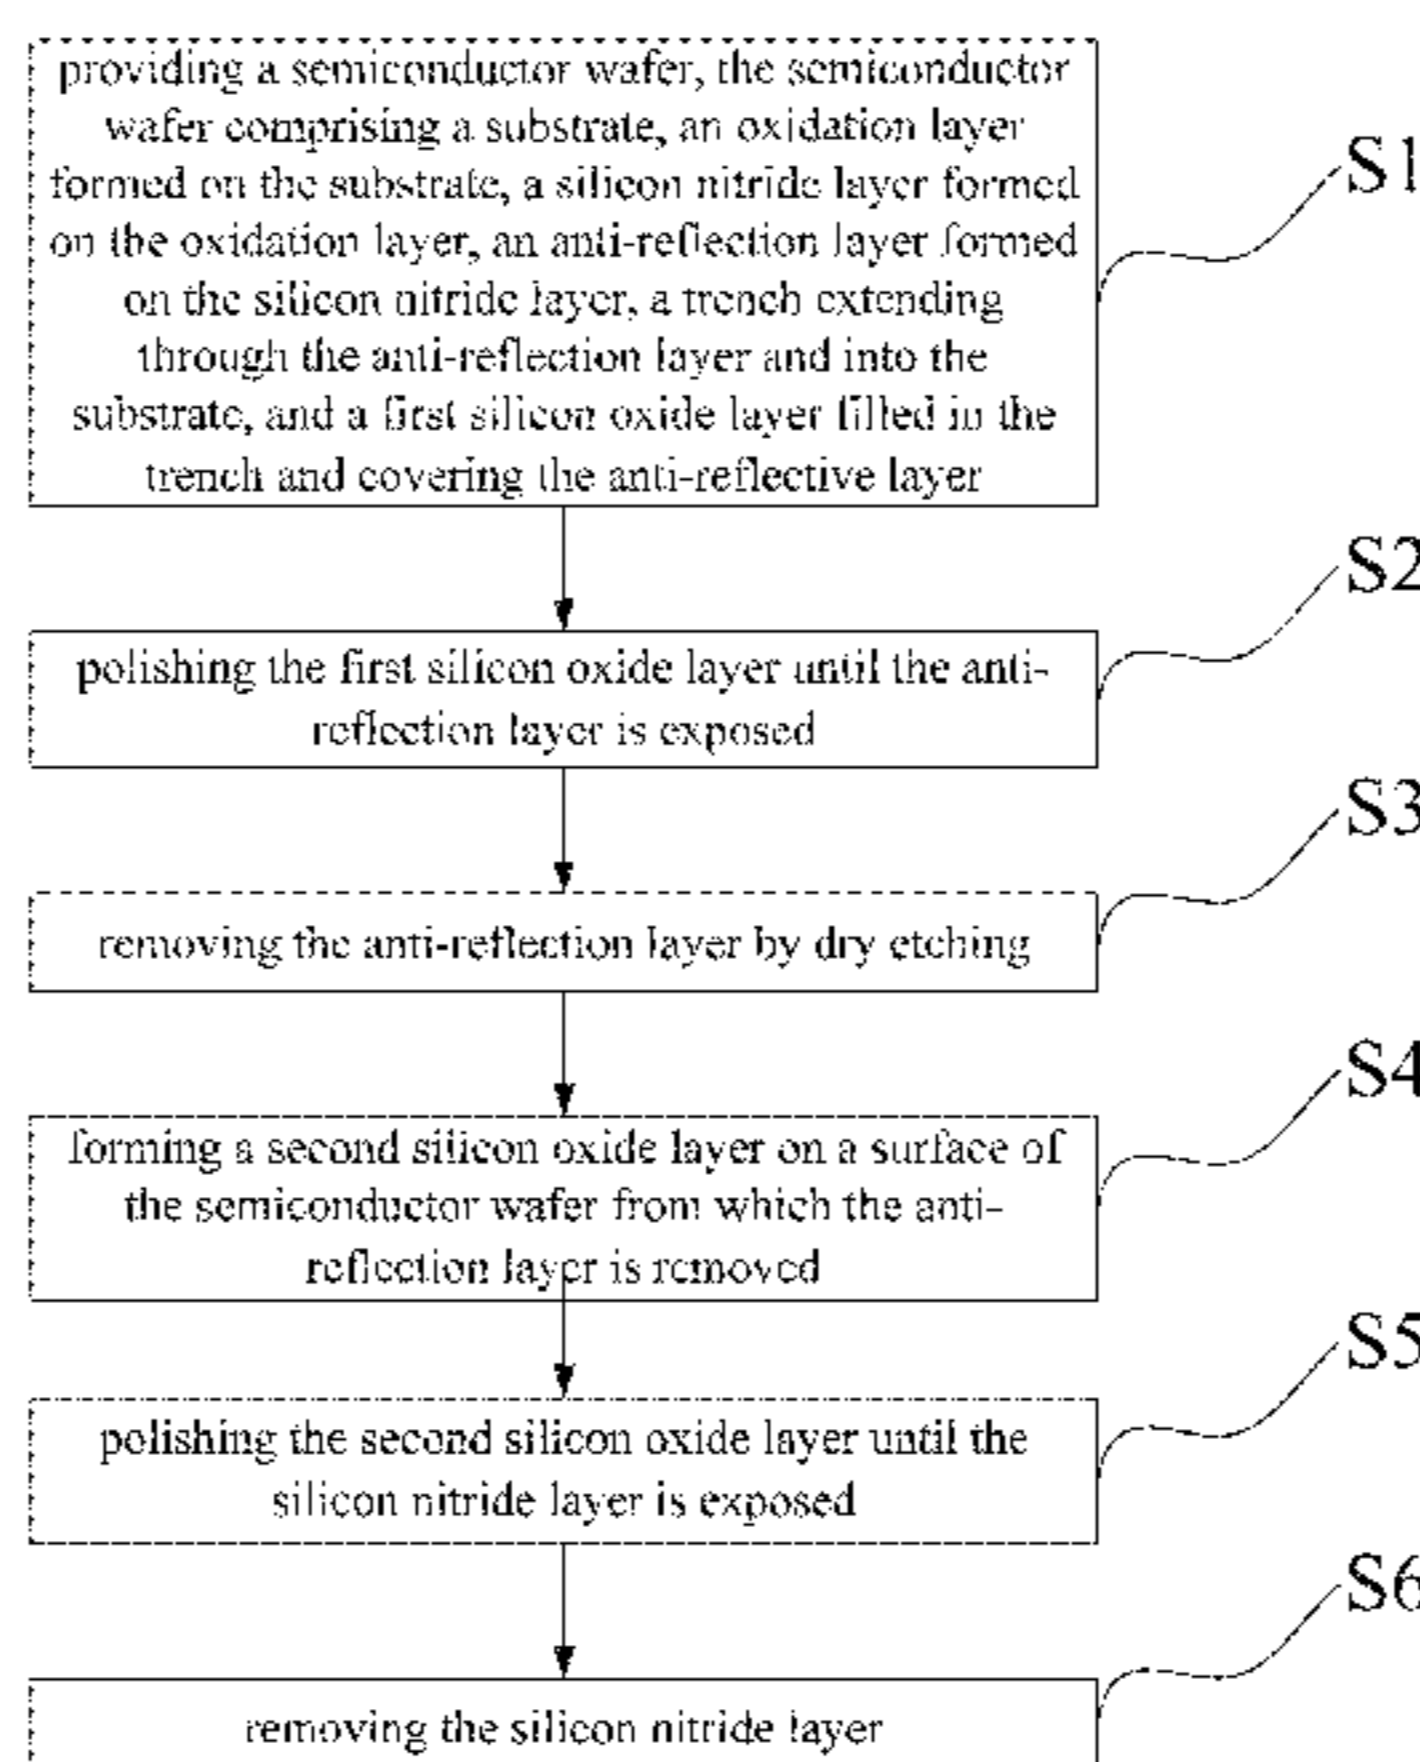 providing a semiconductor wafer, the semiconductor
wafer comprising a substrate, an oxidation layer
formed on the substrate, a silicon nitride layer formed
on the oxidation layer, an anti-reflection layer formed
on the silicon nitride layer, a trench extending
through the anti-reflection layer and into the
substrate, and a first silicon oxide layer filled in the
trench and covering the anti-reflective layer
S1
polishing the first silicon oxide layer until the anti-
reflection layer is exposed
S2
removing the anti-reflection layer by dry etching
S3
forming a second silicon oxide layer on a surface of
the semiconductor wafer from which the anti-
reflection layer is removed
S4
polishing the second silicon oxide layer until the
silicon nitride layer is exposed
S5
removing the silicon nitride layer
S6